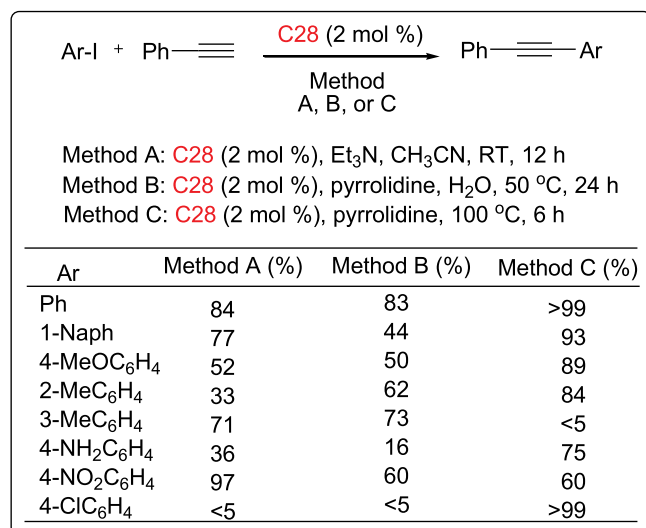 C28 (2 mol %)
Ar-I + Ph Ph Ar
Method
A, B, or C
Method A: C28 (2 mol %), Et₃N, CH₃CN, RT, 12 h
Method B: C28 (2 mol %), pyrrolidine, H₂O, 50 °C, 24 h
Method C: C28 (2 mol %), pyrrolidine, 100 °C, 6 h
Ar Method A (%) Method B (%) Method C (%)
Ph 84 83 >99
1-Naph 77 44 93
4-MeOC₆H₄ 52 50 89
2-MeC₆H₄ 33 62 84
3-MeC₆H₄ 71 73 <5
4-NH₂C₆H₄ 36 16 75
4-NO₂C₆H₄ 97 60 60
4-ClC₆H₄ <5 <5 >99